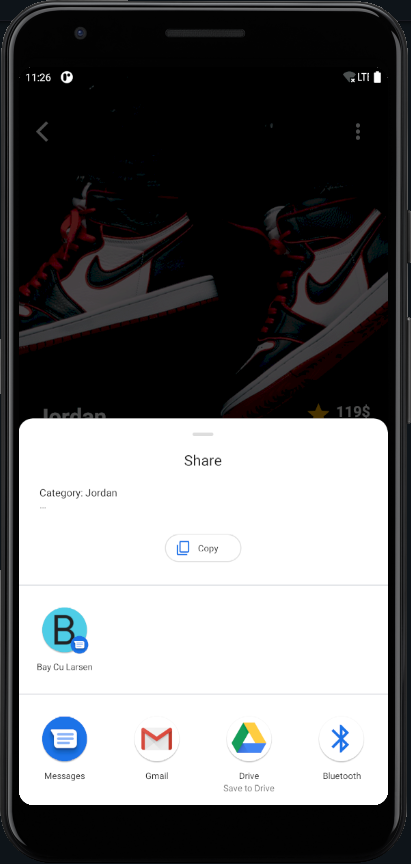 11:26 LTE
Jordan 119$
Share
Category: Jordan
Copy
B
Bay Cu Larsen
Messages Gmail Drive Bluetooth
Save to Drive